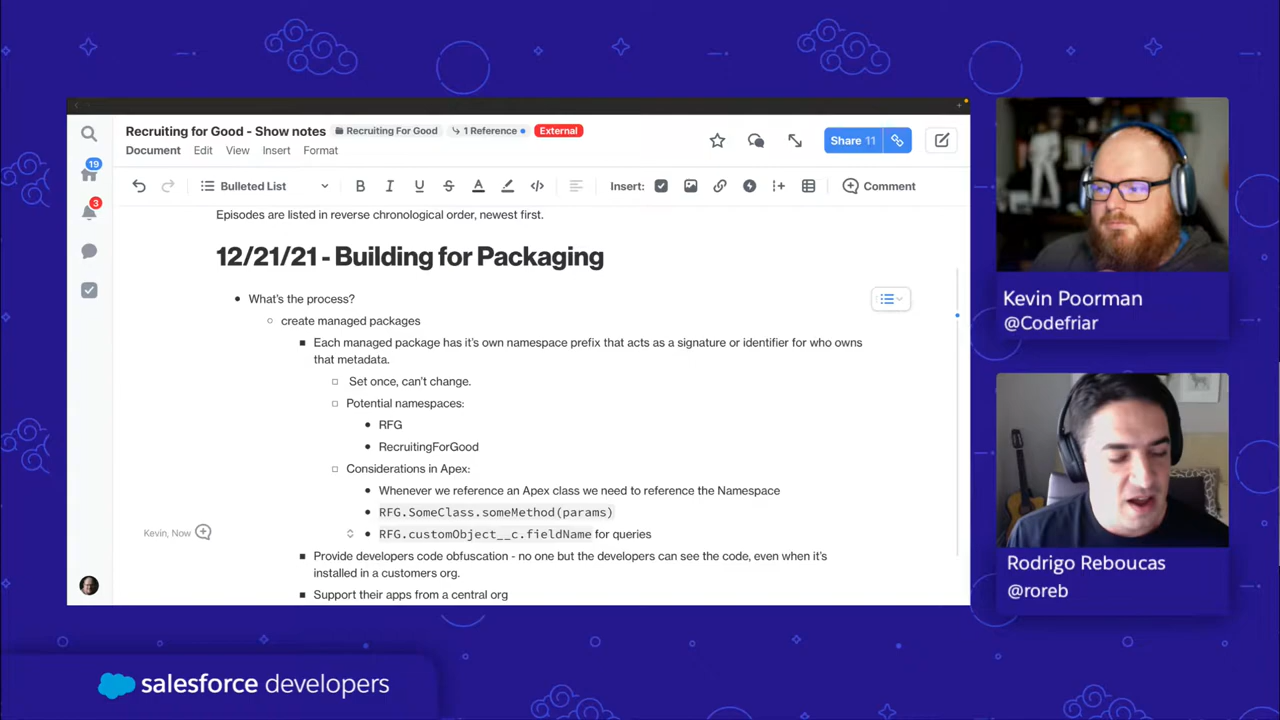 Recruiting for Good - Show notes
Recruiting For Good
1 Reference
External
Document
Edit
View
Insert
Format
Share 11
19
3
Bulleted List
B
I
U
S
A
Insert:
Comment
Episodes are listed in reverse chronological order, newest first.
12/21/21 - Building for Packaging
What's the process?
create managed packages
Each managed package has it's own namespace prefix that acts as a signature or identifier for who owns
that metadata.
Set once, can't change.
Potential namespaces:
RFG
RecruitingForGood
Considerations in Apex:
Whenever we reference an Apex class we need to reference the Namespace
RFG.SomeClass.someMethod(params)
Kevin, Now
RFG.customObject__c.fieldName for queries
Provide developers code obfuscation - no one but the developers can see the code, even when it's
installed in a customers org.
Support their apps from a central org
Kevin Poorman
@Codefriar
Rodrigo Reboucas
@roreb
salesforce developers